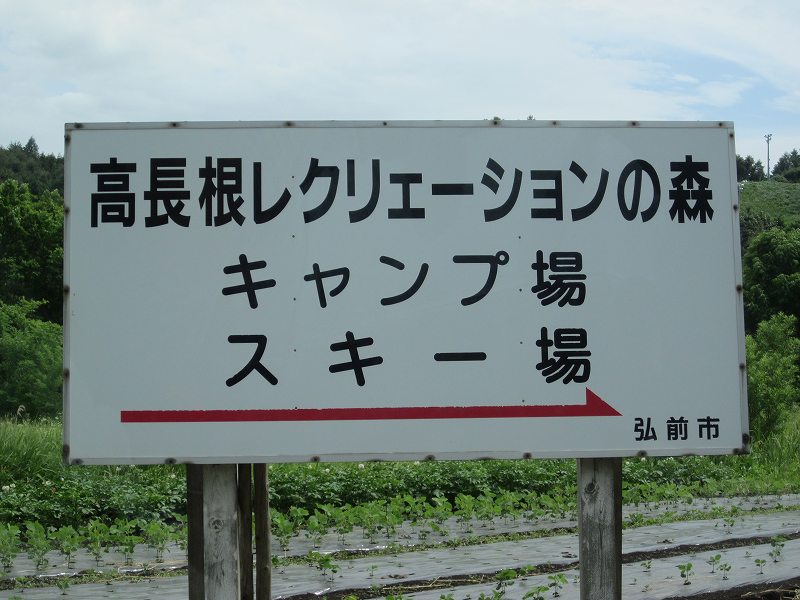 高長根レクリェーションの森
キャンプ場
スキー場
弘前市